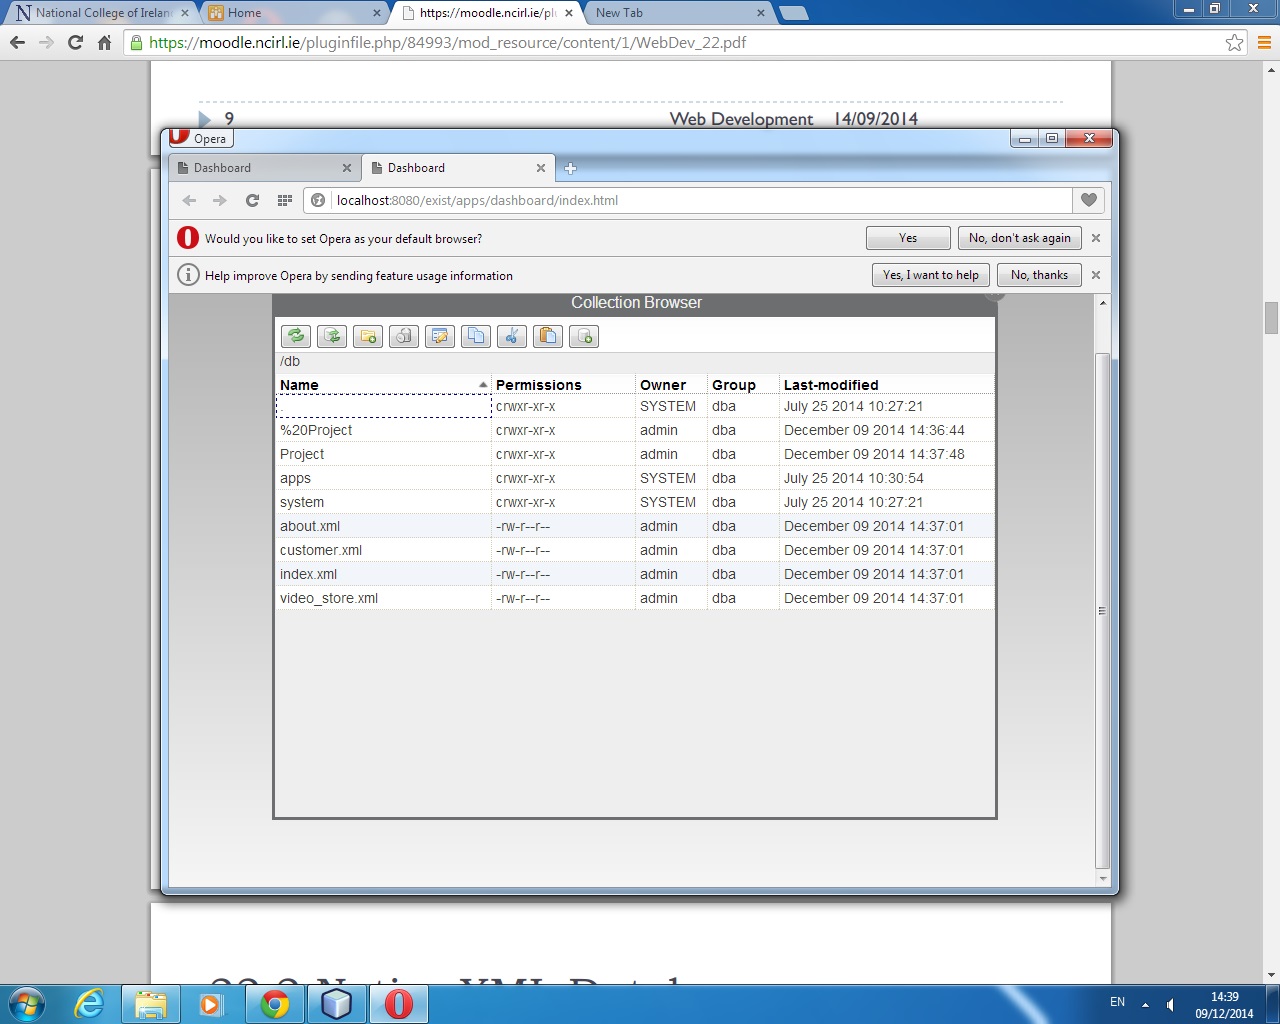 National College of Irelan
Home
https://moodle.ncirl.ie/pl
New Tab
https://moodle.ncirl.ie/pluginfile.php/84993/mod_resource/content/1/WebDev_22.pdf
9 Web Development 14/09/2014
Opera
Dashboard
Dashboard
localhost:8080/exist/apps/dashboard/index.html
Would you like to set Opera as your default browser?
Yes
No, don't ask again
Help improve Opera by sending feature usage information
Yes, I want to help
No, thanks
Collection Browser
/db
Name Permissions Owner Group Last-modified
. crwxr-xr-x SYSTEM dba July 25 2014 10:27:21
%20Project crwxr-xr-x admin dba December 09 2014 14:36:44
Project crwxr-xr-x admin dba December 09 2014 14:37:48
apps crwxr-xr-x SYSTEM dba July 25 2014 10:30:54
system crwxr-xr-x SYSTEM dba July 25 2014 10:27:21
about.xml -rw-r--r-- admin dba December 09 2014 14:37:01
customer.xml -rw-r--r-- admin dba December 09 2014 14:37:01
index.xml -rw-r--r-- admin dba December 09 2014 14:37:01
video_store.xml -rw-r--r-- admin dba December 09 2014 14:37:01
EN
14:39
09/12/2014